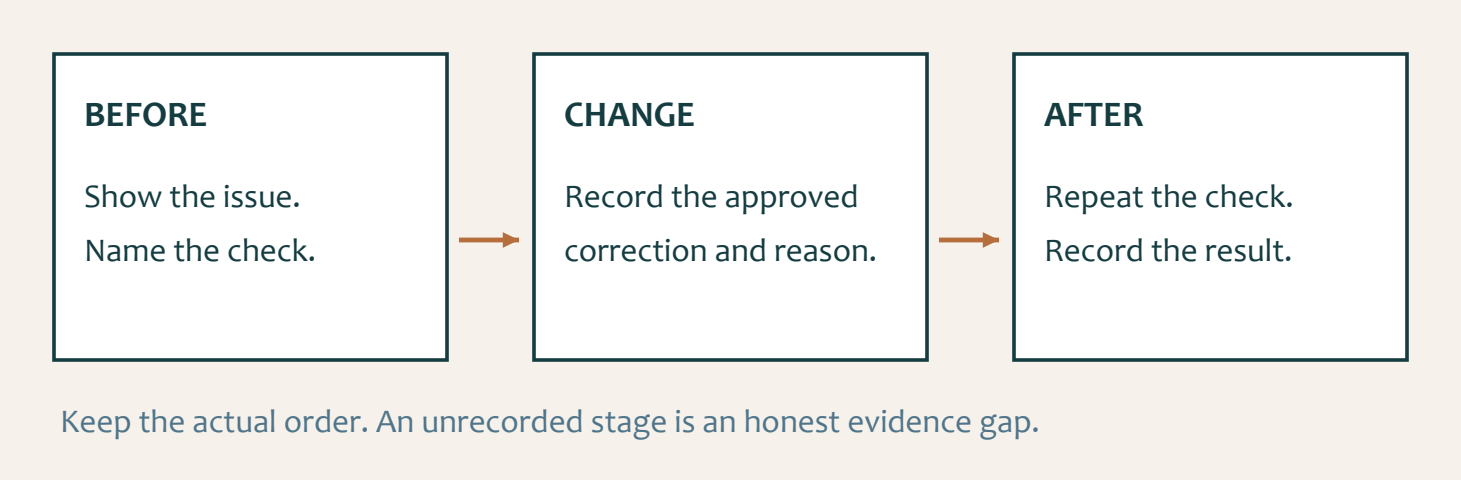 BEFORE
Show the issue.
Name the check.
CHANGE
Record the approved
correction and reason.
AFTER
Repeat the check.
Record the result.
Keep the actual order. An unrecorded stage is an honest evidence gap.